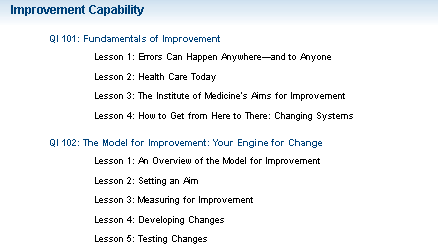 Improvement Capability
QI 101: Fundamentals of Improvement
Lesson 1: Errors Can Happen Anywhere—and to Anyone
Lesson 2: Health Care Today
Lesson 3: The Institute of Medicine's Aims for Improvement
Lesson 4: How to Get from Here to There: Changing Systems
QI 102: The Model for Improvement: Your Engine for Change
Lesson 1: An Overview of the Model for Improvement
Lesson 2: Setting an Aim
Lesson 3: Measuring for Improvement
Lesson 4: Developing Changes
Lesson 5: Testing Changes